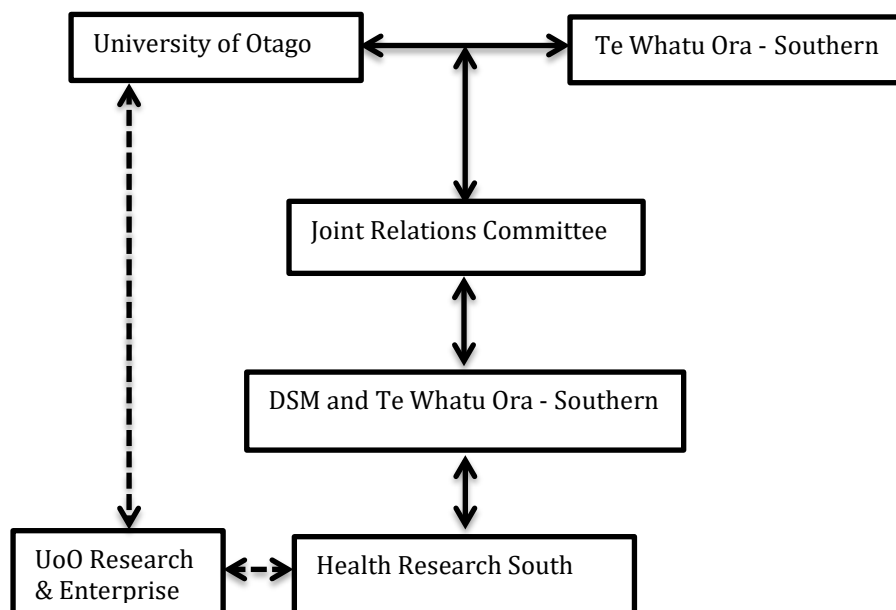 University of Otago
Te Whatu Ora - Southern
Joint Relations Committee
DSM and Te Whatu Ora - Southern
UoO Research
& Enterprise
Health Research South